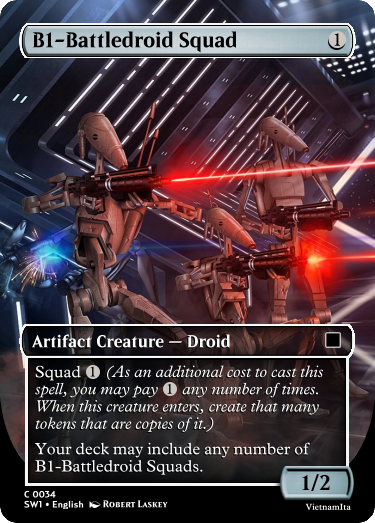 B1-Battledroid Squad 1
Artifact Creature — Droid
Squad 1 (As an additional cost to cast this
spell, you may pay 1 any number of times.
When this creature enters, create that many
tokens that are copies of it.)
Your deck may include any number of
B1-Battledroid Squads.
1/2
C 0034
SW1 • English Robert Laskey
VietnamIta